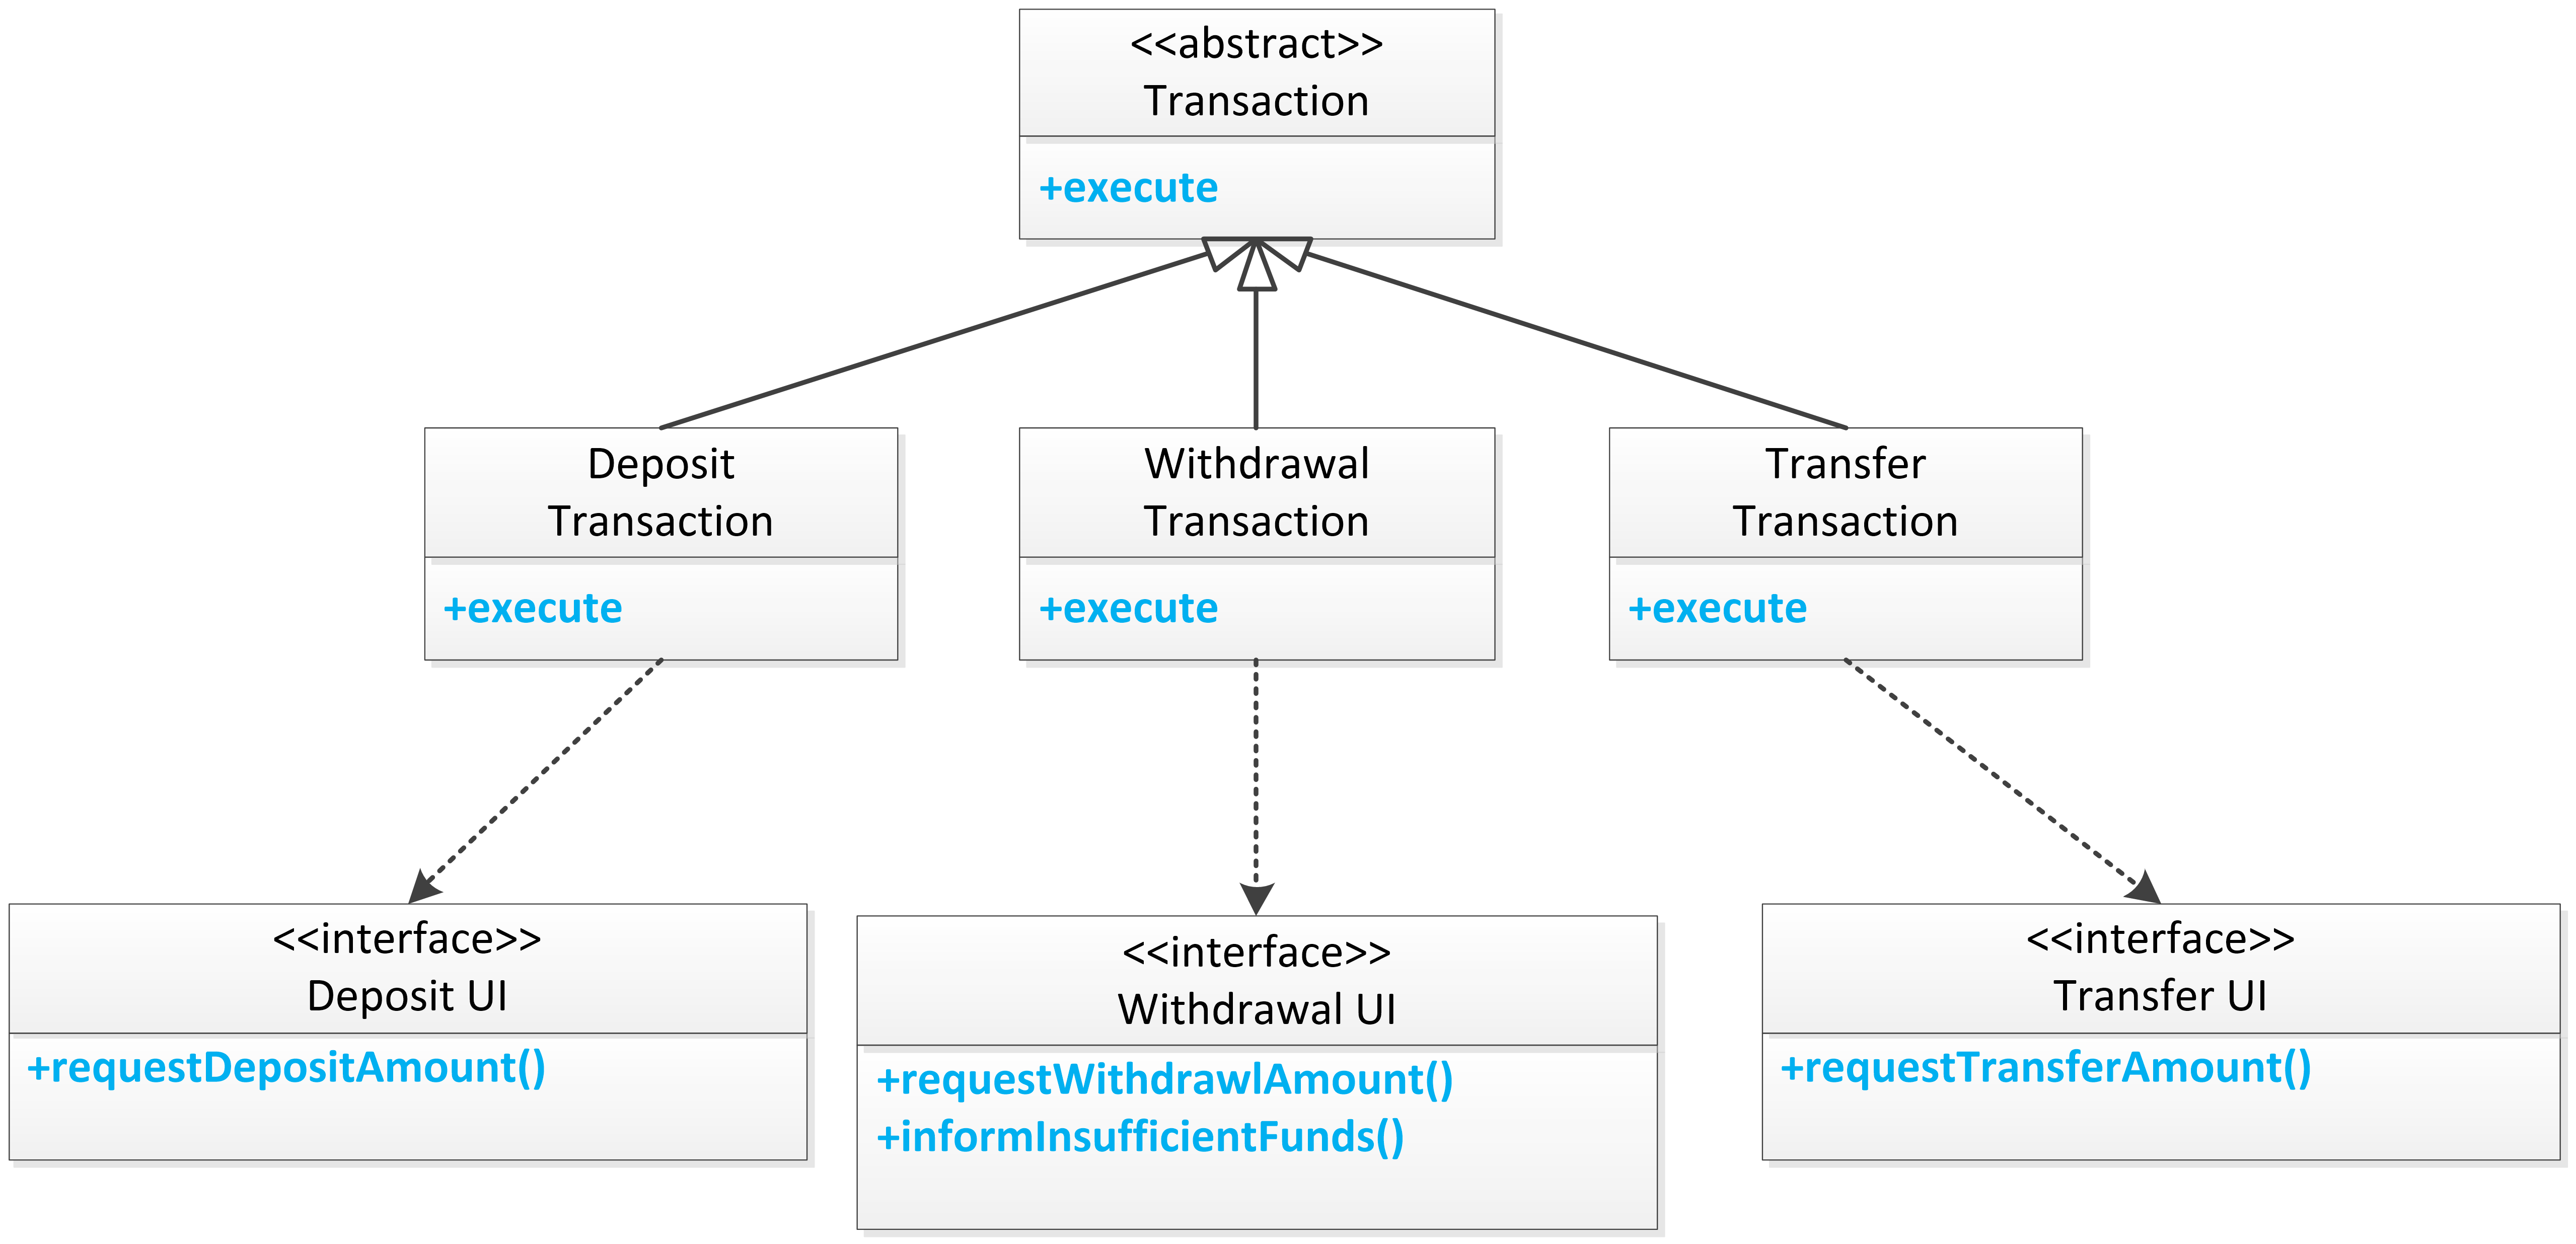 <<abstract>>
Transaction
+execute
Deposit
Transaction
+execute
Withdrawal
Transaction
+execute
Transfer
Transaction
+execute
<<interface>>
Deposit UI
+requestDepositAmount()
<<interface>>
Withdrawal UI
+requestWithdrawlAmount()
+informInsufficientFunds()
<<interface>>
Transfer UI
+requestTransferAmount()